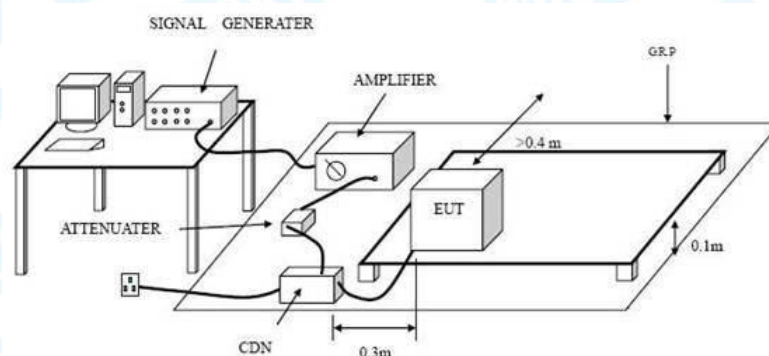 SIGNAL GENERATER
G.R.P
AMPLIFIER
>0.4 m
EUT
ATTENUATER
0.1m
CDN
0.3m